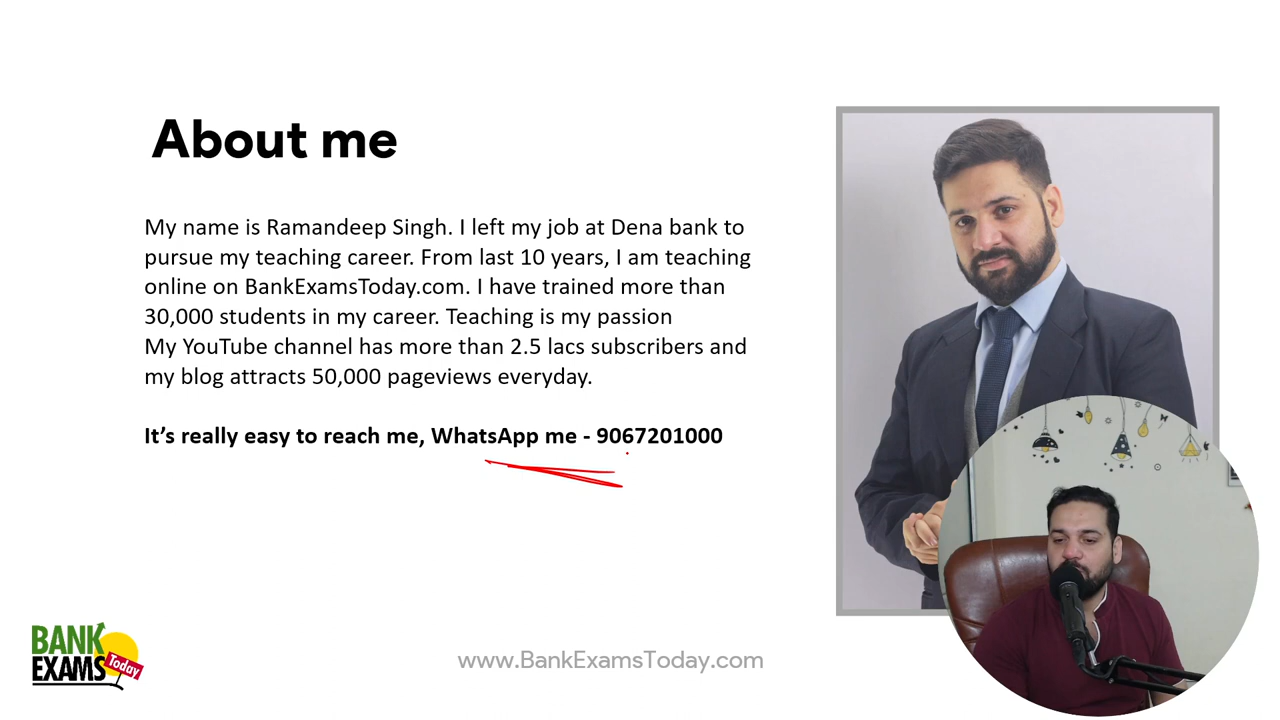 About me
My name is Ramandeep Singh. I left my job at Dena bank to
pursue my teaching career. From last 10 years, I am teaching
online on BankExamsToday.com. I have trained more than
30,000 students in my career. Teaching is my passion
My YouTube channel has more than 2.5 lacs subscribers and
my blog attracts 50,000 pageviews everyday.
It’s really easy to reach me, WhatsApp me - 9067201000
BANK
EXAMS Today
www.BankExamsToday.com